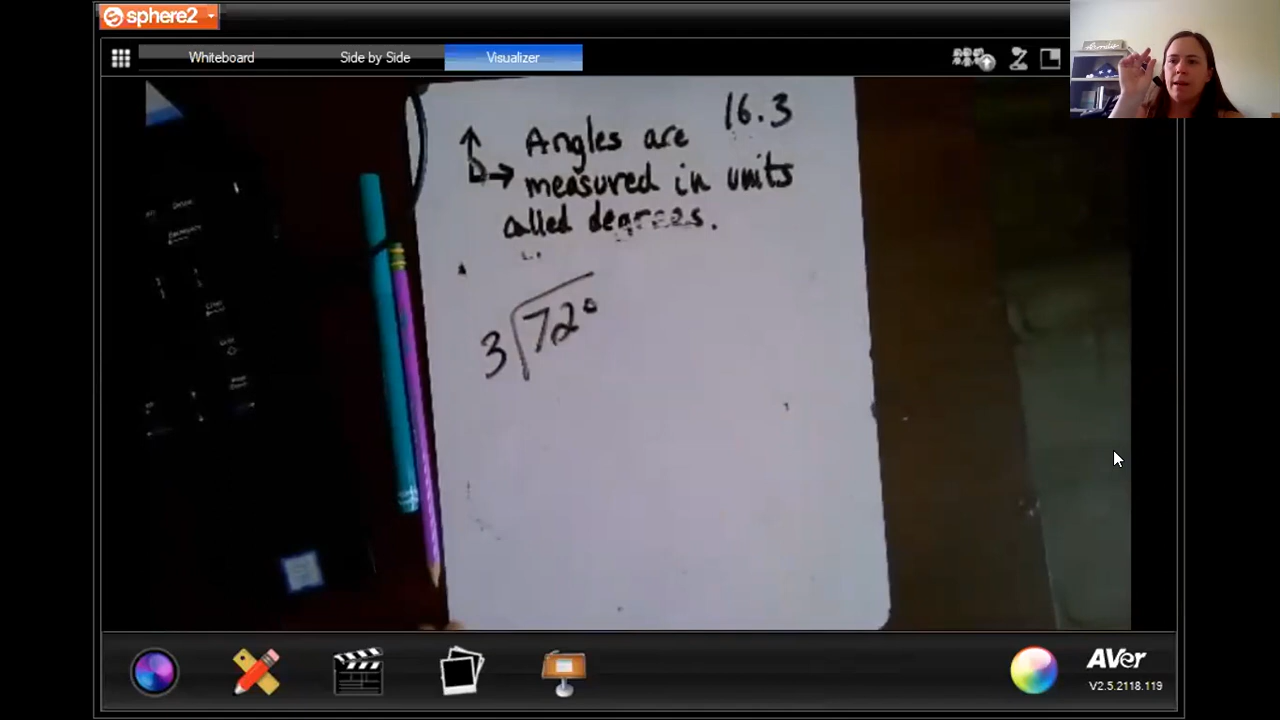 sphere2
Whiteboard Side by Side Visualizer
16.3
Angles are
measured in units
called degrees.
3 72°
AVer
V2.5.2118.119